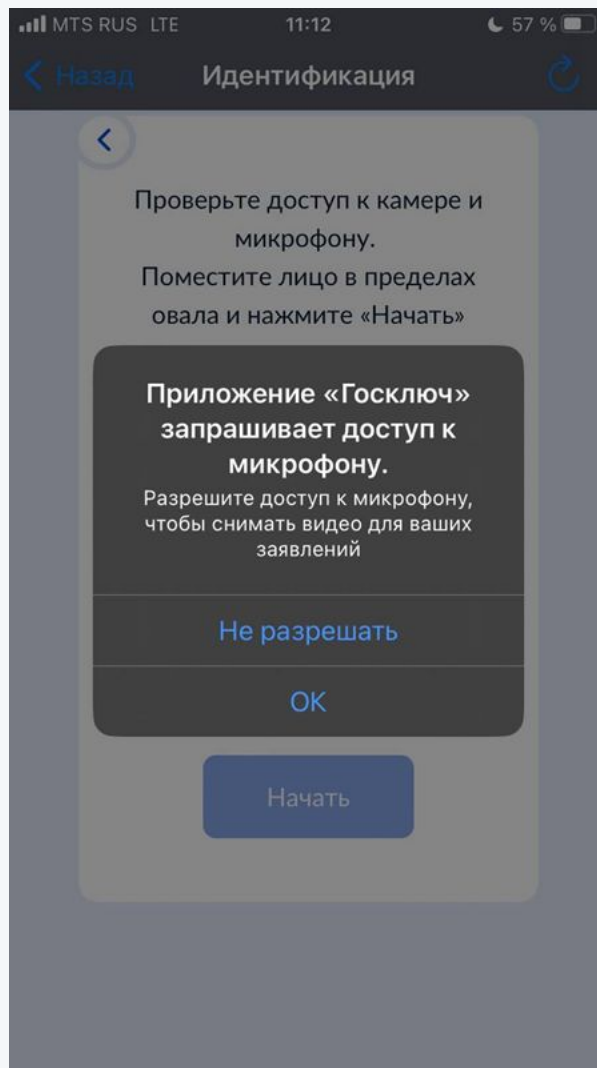 MTS RUS LTE 11:12 57 %
Назад Идентификация
Проверьте доступ к камере и
микрофону.
Поместите лицо в пределах
овала и нажмите «Начать»
Приложение «Госключ»
запрашивает доступ к
микрофону.
Разрешите доступ к микрофону,
чтобы снимать видео для ваших
заявлений
Не разрешать
ОК
Начать